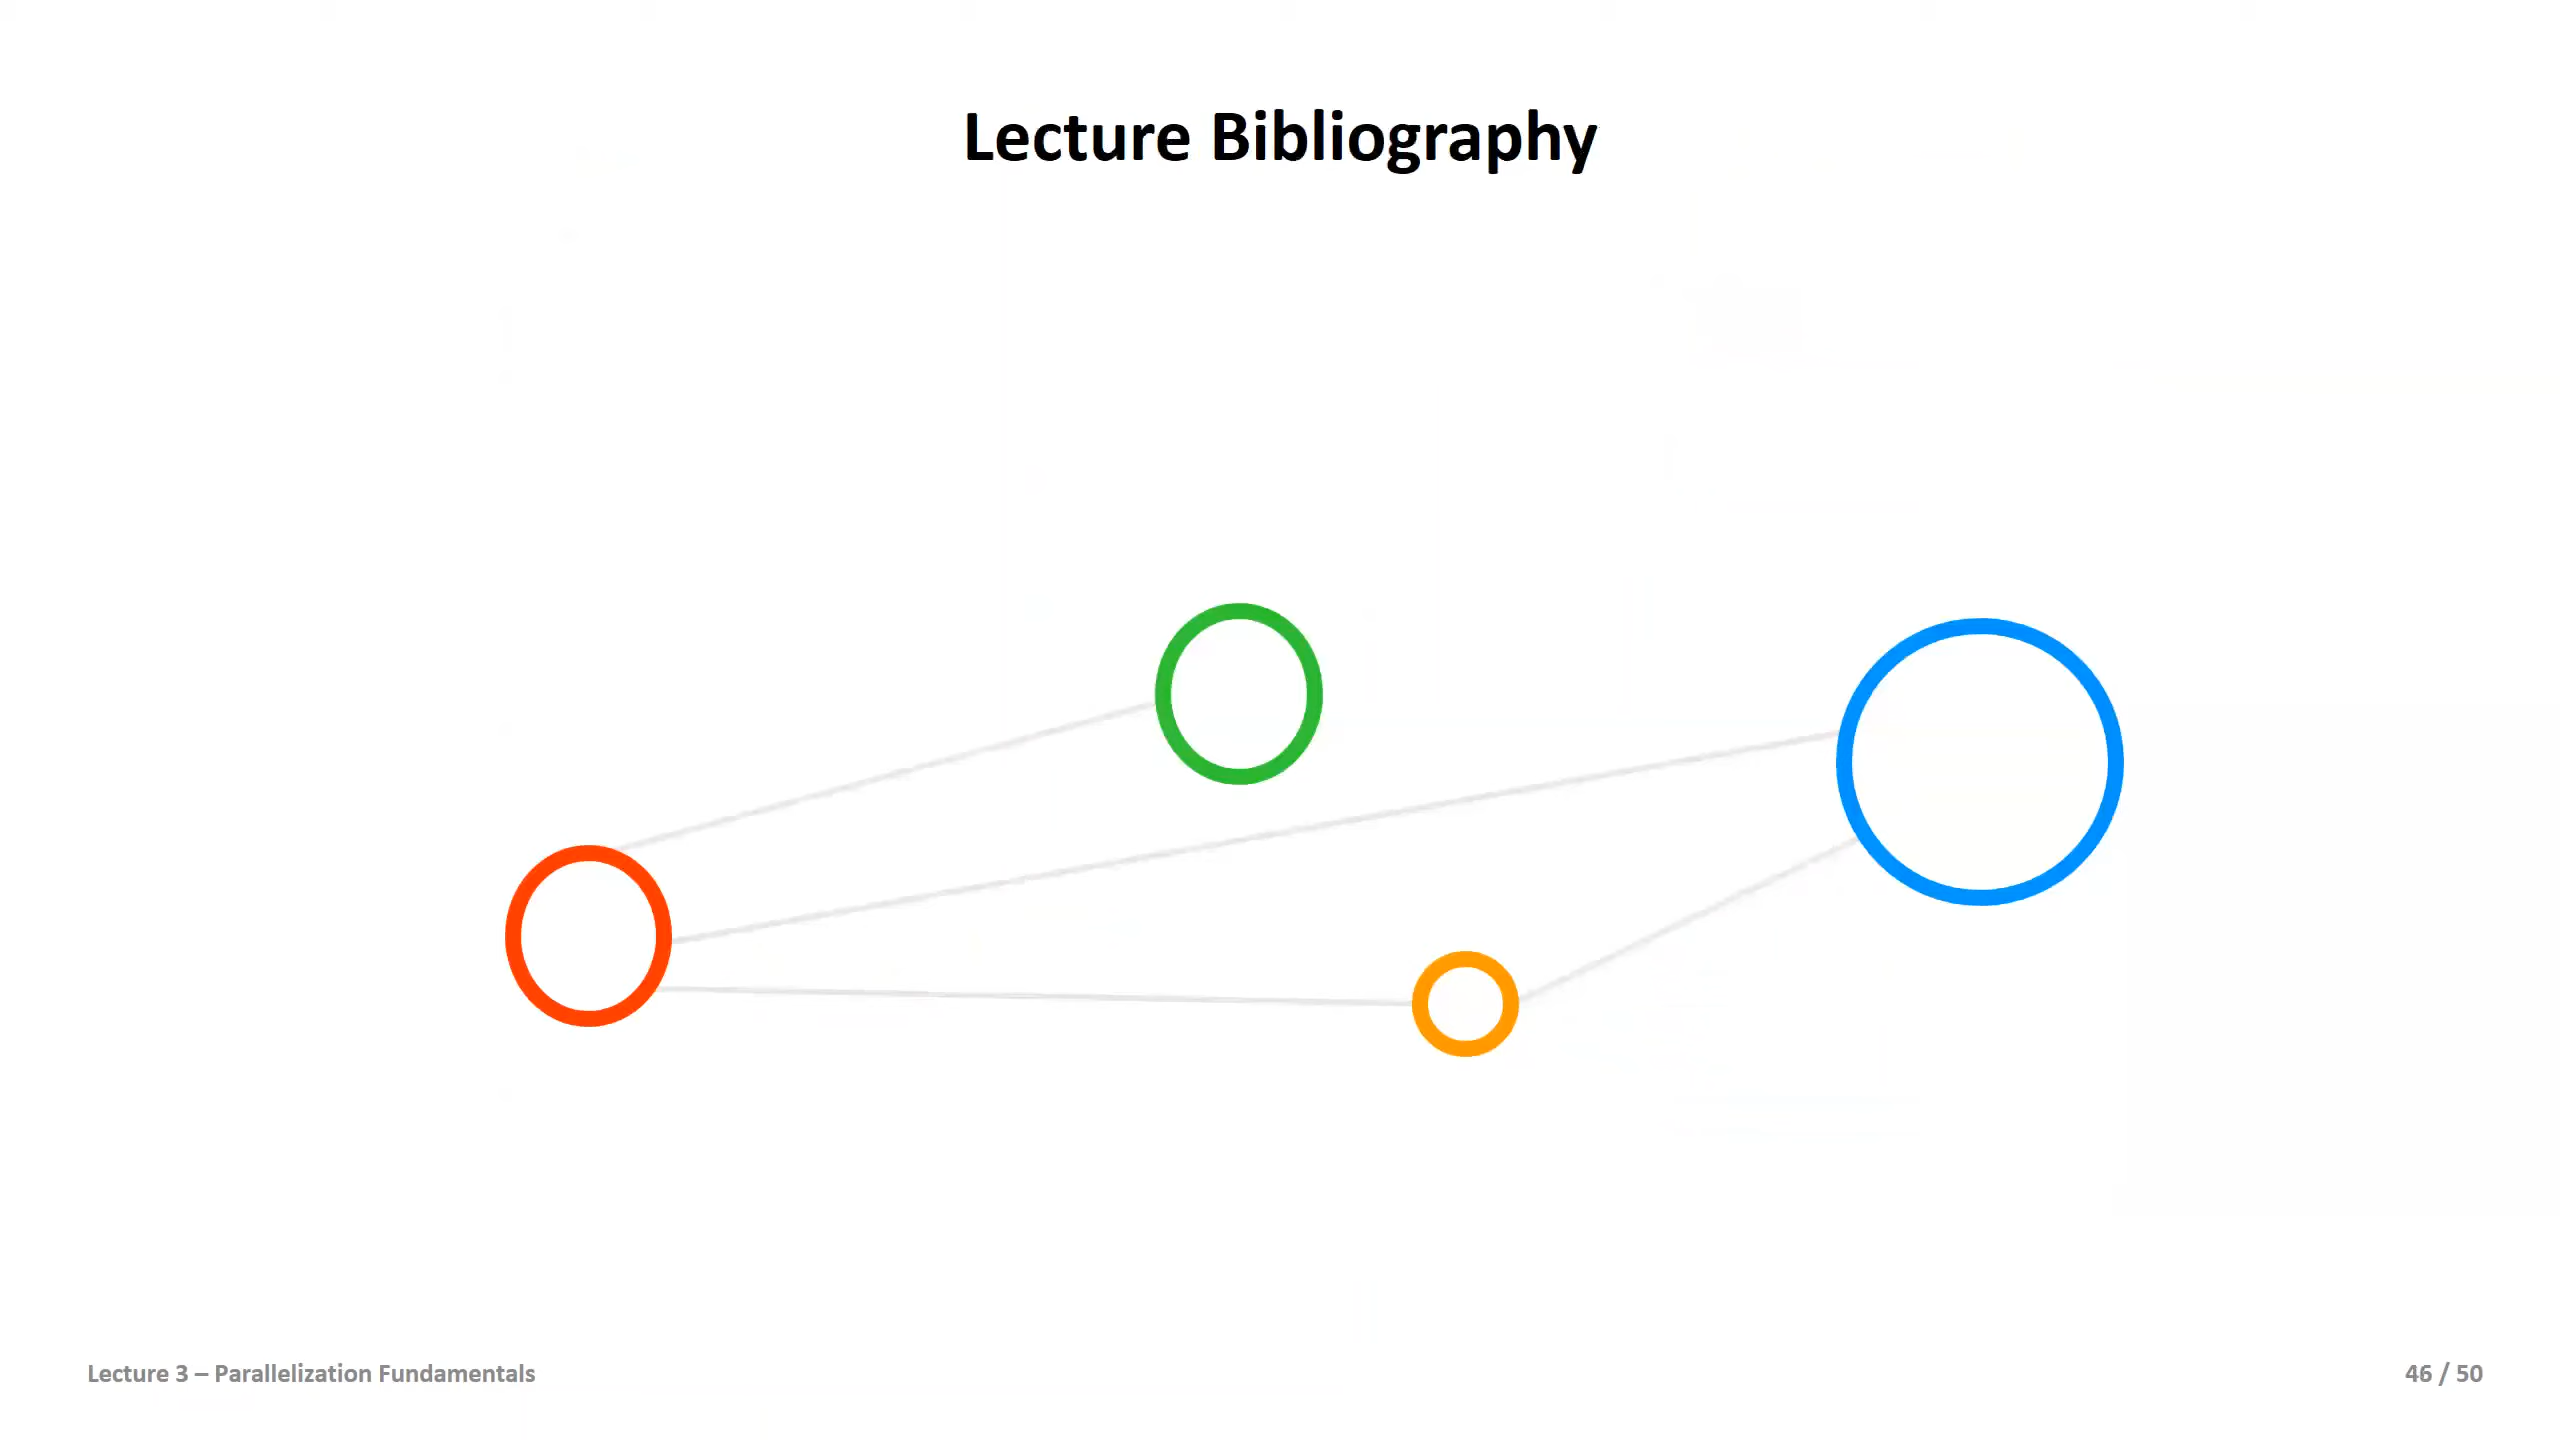 Lecture Bibliography
Lecture 3 – Parallelization Fundamentals
46 / 50